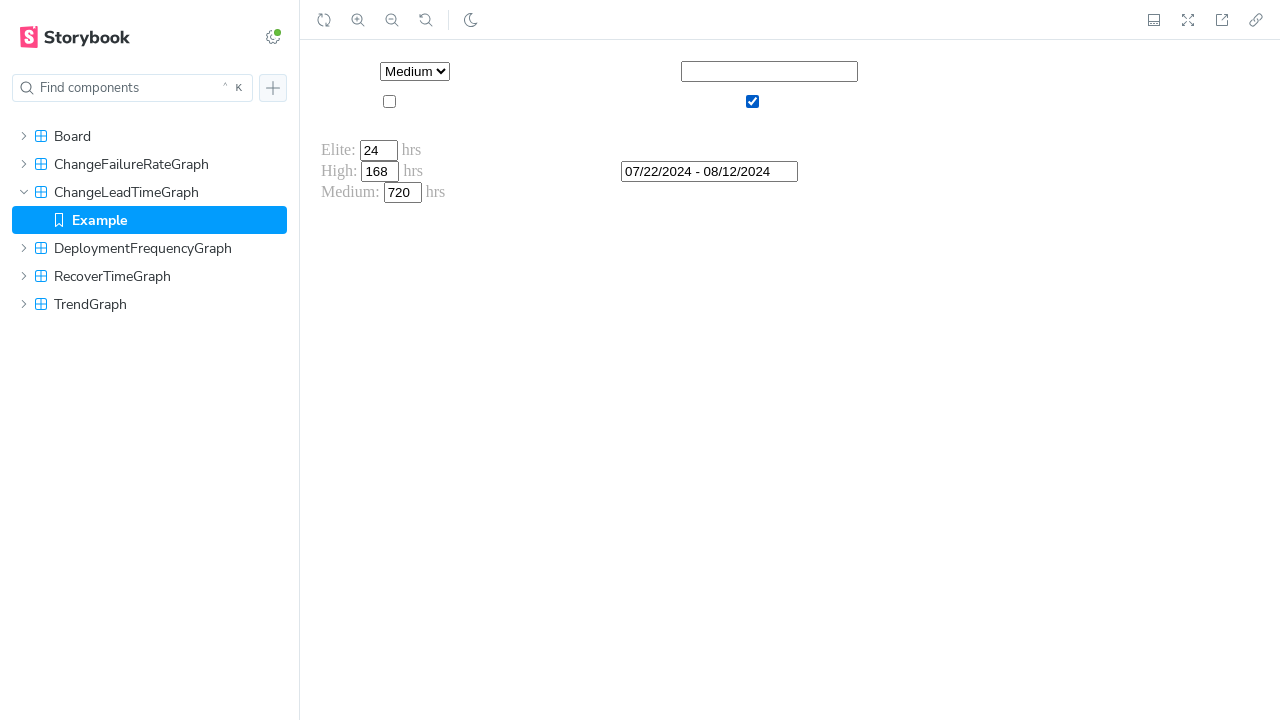 Storybook
Find components
^ K
Board
ChangeFailureRateGraph
ChangeLeadTimeGraph
Example
DeploymentFrequencyGraph
RecoverTimeGraph
TrendGraph
Medium
Elite: 24 hrs
High: 168 hrs
Medium: 720 hrs
07/22/2024 - 08/12/2024